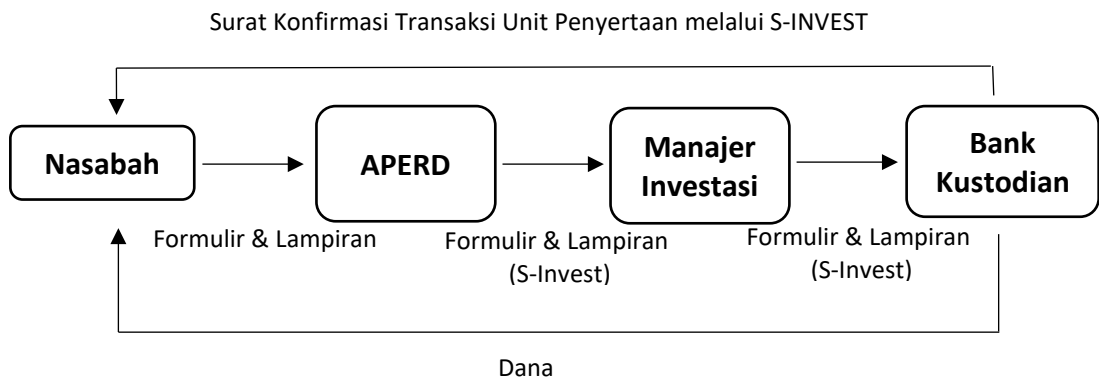 Surat Konfirmasi Transaksi Unit Penyertaan melalui S-INVEST
Nasabah
APERD
Manajer
Investasi
Bank
Kustodian
Formulir & Lampiran
Formulir & Lampiran
(S-Invest)
Formulir & Lampiran
(S-Invest)
Dana